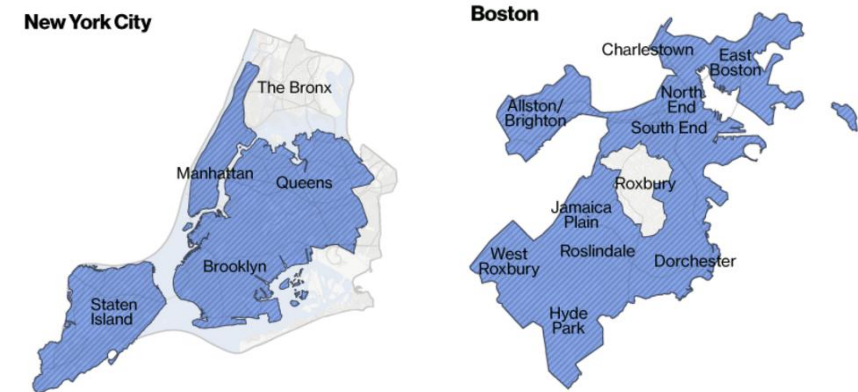 New York City
The Bronx
Manhattan
Queens
Brooklyn
Staten
Island
Boston
Charlestown
East
Boston
North
End
Allston/
Brighton
South End
Roxbury
Jamaica
Plain
West
Roxbury
Roslindale
Dorchester
Hyde
Park